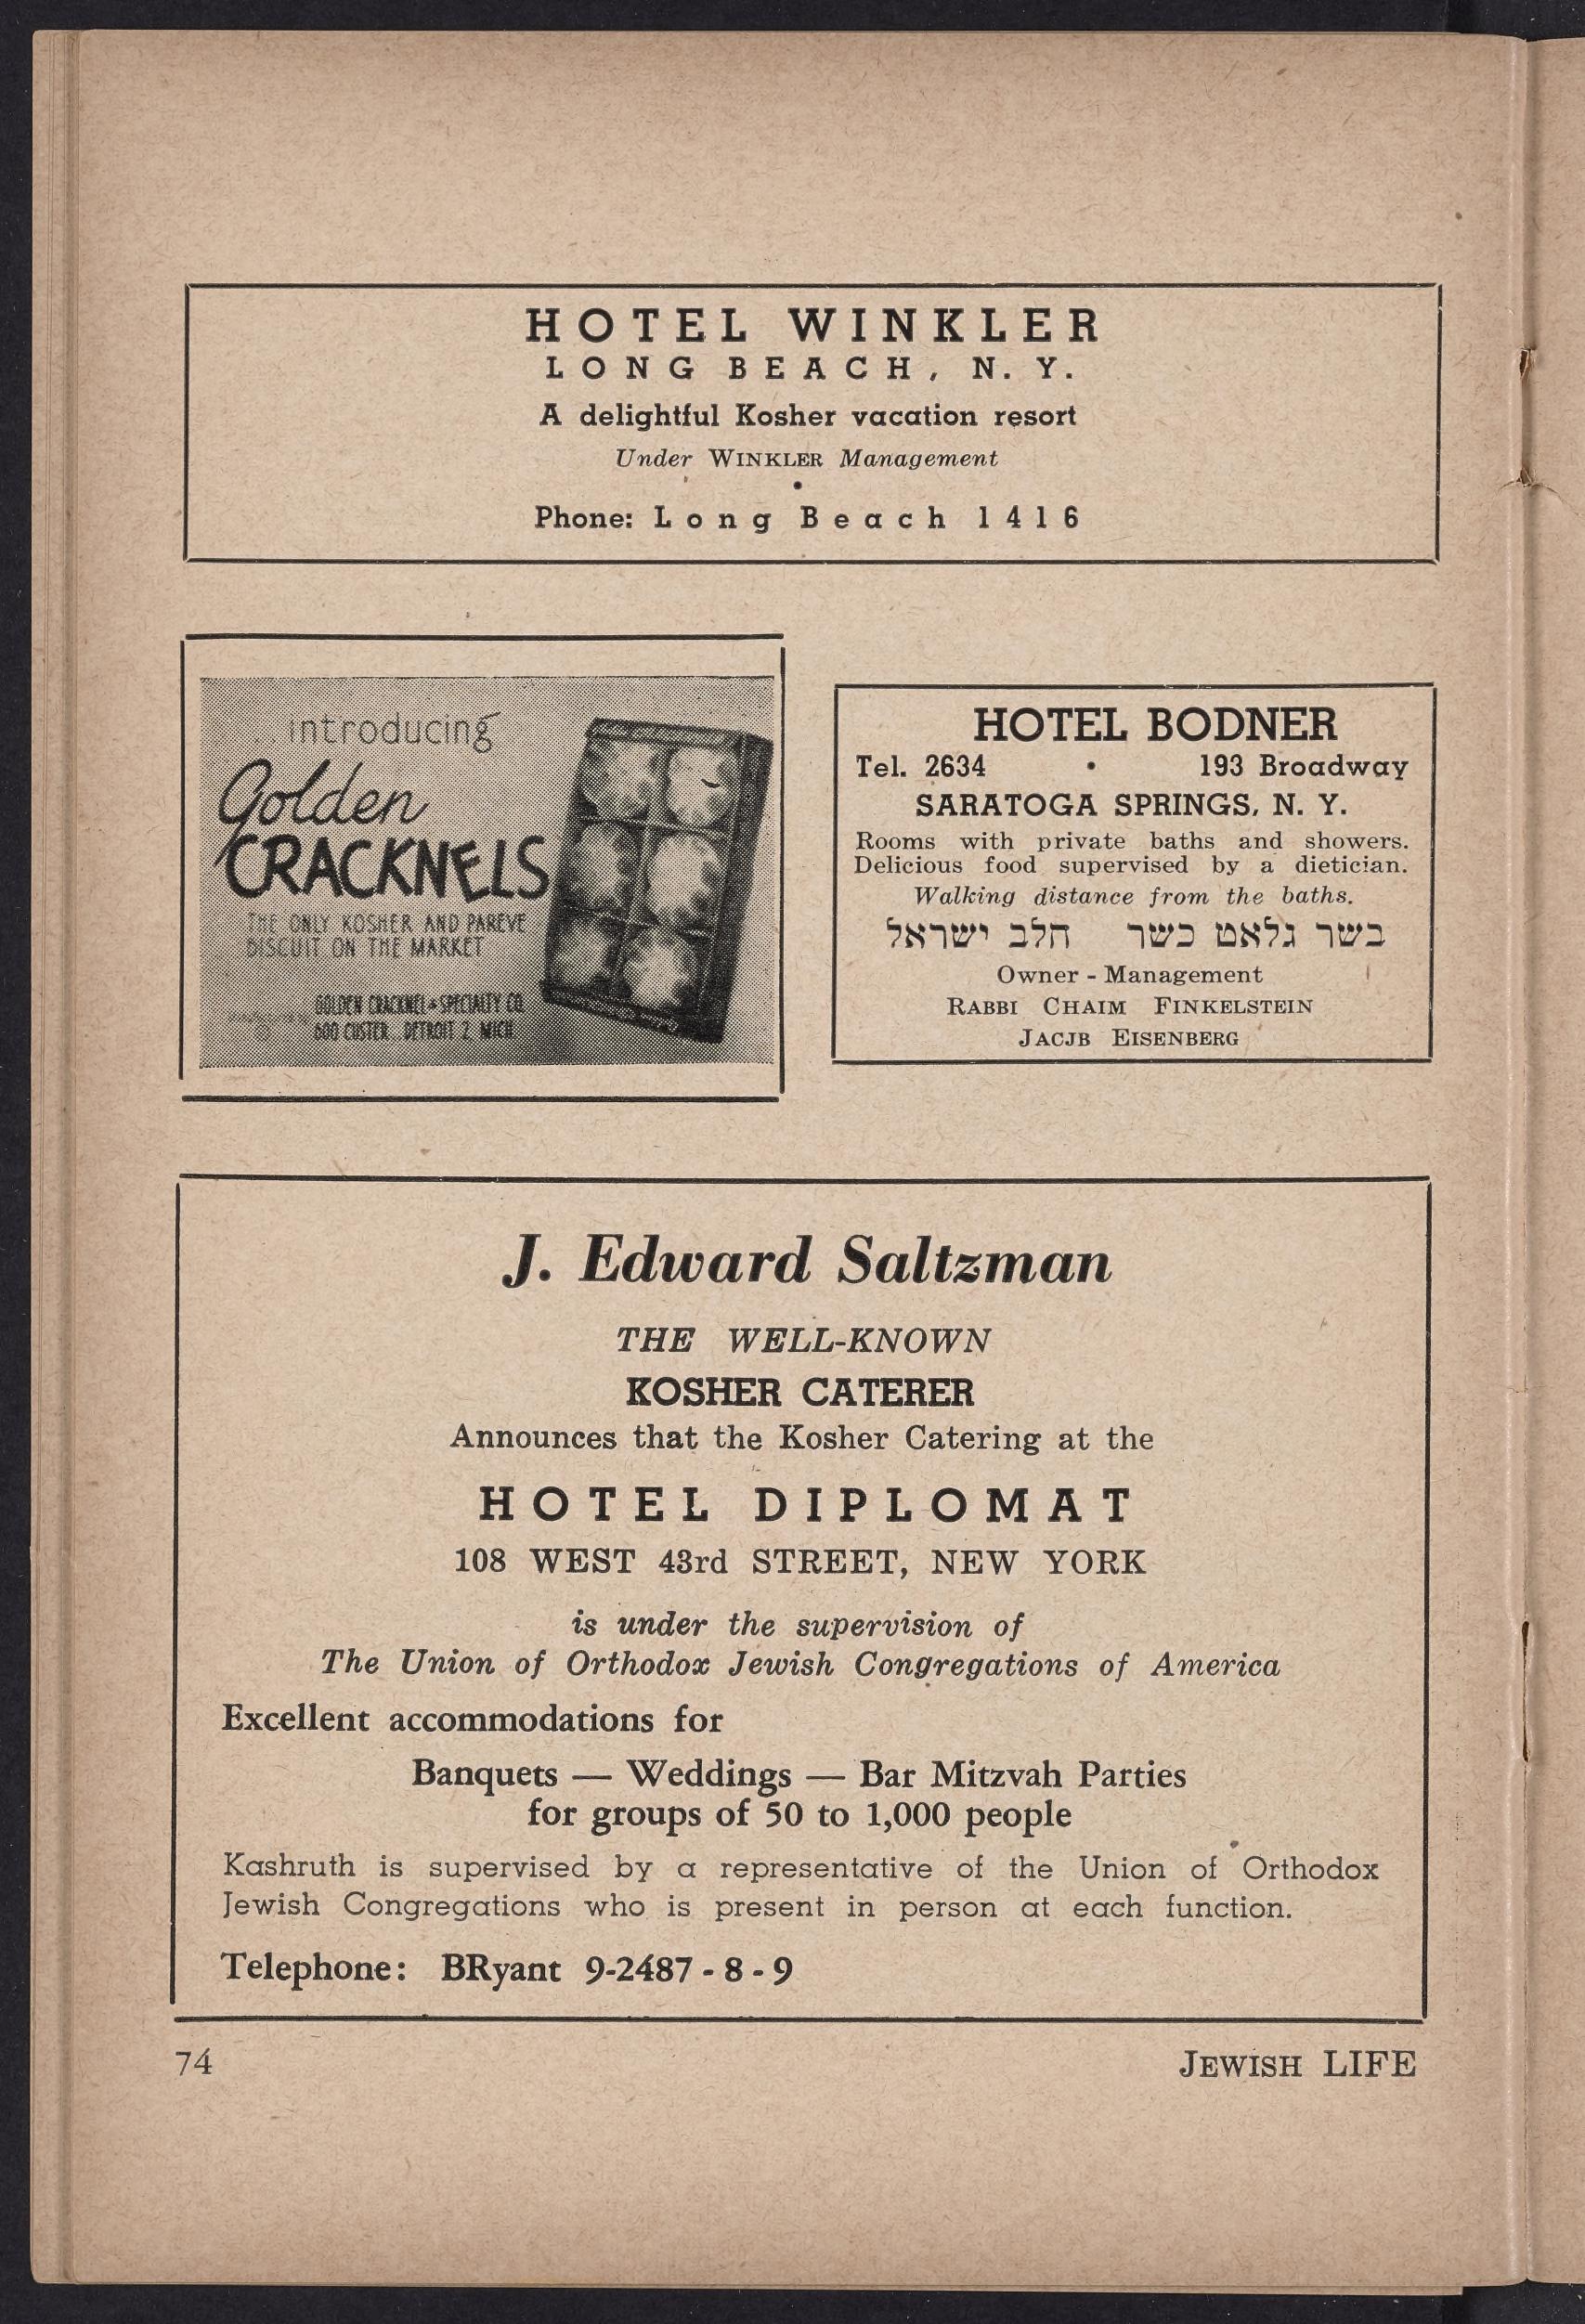 HOTEL WINKLER
LONG BEACH, N. Y.
A delightful Kosher vacation resort
Under WINKLER Management
•
Phone: Long Beach 1416
introducing
Golden
CRACKNELS
THE ONLY KOSHER AND PAREVE
BISCUIT ON THE MARKET
GOLDEN CRACKNEL & SPECIALTY CO.
600 CUSTER . DETROIT 2, MICH.
HOTEL BODNER
Tel. 2634 • 193 Broadway
SARATOGA SPRINGS, N. Y.
Rooms with private baths and showers.
Delicious food supervised by a dietician.
Walking distance from the baths.
בשר גלאט כשר חלב ישראל
Owner - Management
RABBI CHAIM FINKELSTEIN
JACJB EISENBERG
J. Edward Saltzman
THE WELL-KNOWN
KOSHER CATERER
Announces that the Kosher Catering at the
HOTEL DIPLOMAT
108 WEST 43rd STREET, NEW YORK
is under the supervision of
The Union of Orthodox Jewish Congregations of America
Excellent accommodations for
Banquets — Weddings — Bar Mitzvah Parties
for groups of 50 to 1,000 people
Kashruth is supervised by a representative of the Union of Orthodox
Jewish Congregations who is present in person at each function.
Telephone: BRyant 9-2487 - 8 - 9
74 JEWISH LIFE